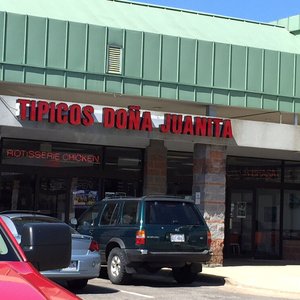 TIPICOS DOÑA JUANITA
ROTISSERIE CHICKEN